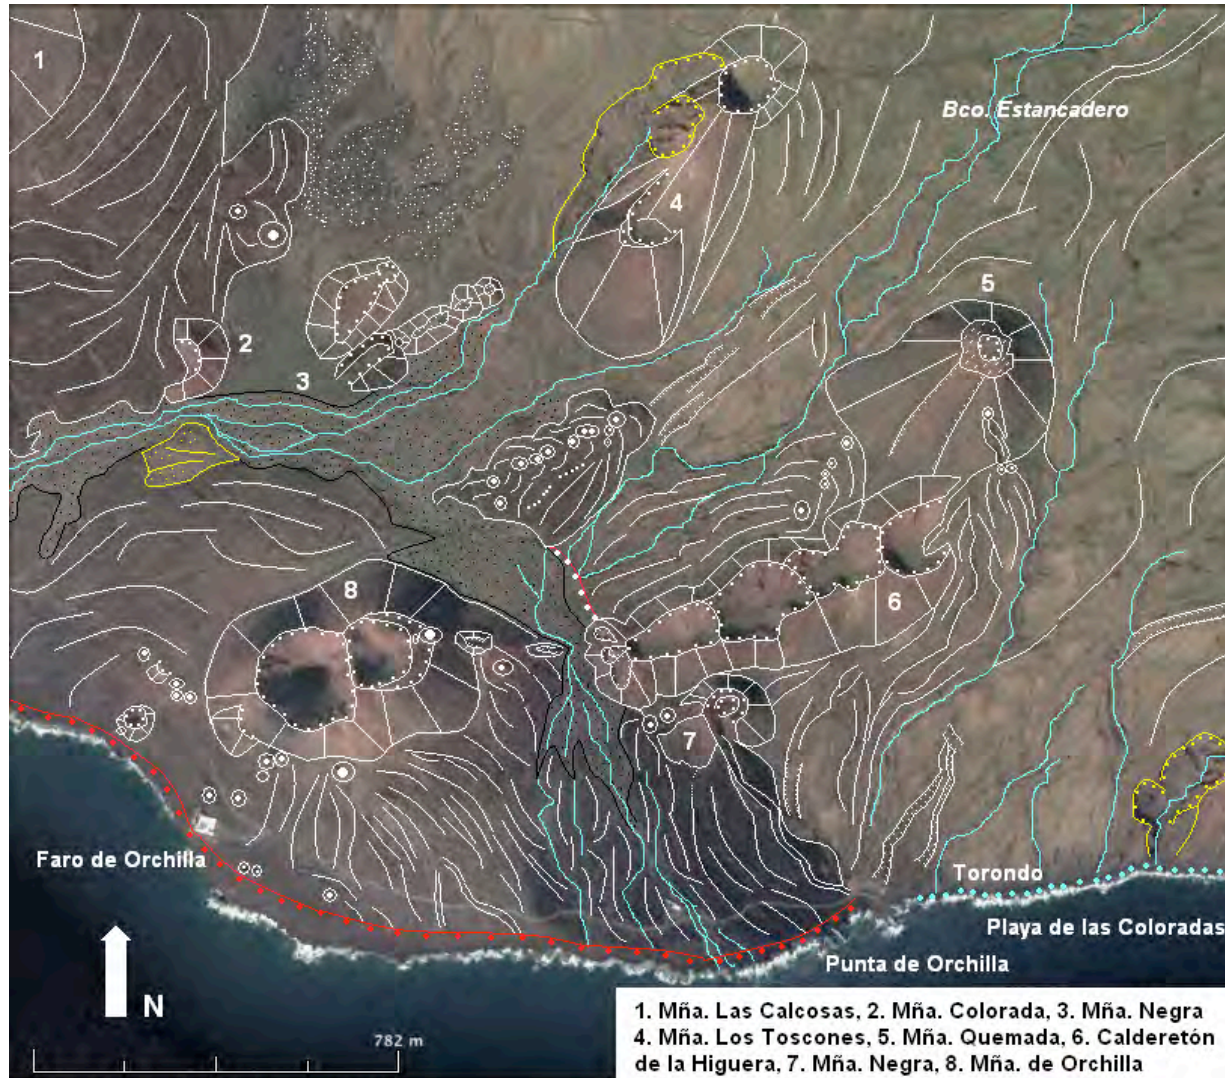 1
Bco. Estancadero
4
5
2
3
8
6
7
Faro de Orchilla
Torondo
Playa de las Coloradas
Punta de Orchilla
N
782 m
1. Mña. Las Calcosas, 2. Mña. Colorada, 3. Mña. Negra
4. Mña. Los Toscones, 5. Mña. Quemada, 6. Calderetón
de la Higuera, 7. Mña. Negra, 8. Mña. de Orchilla